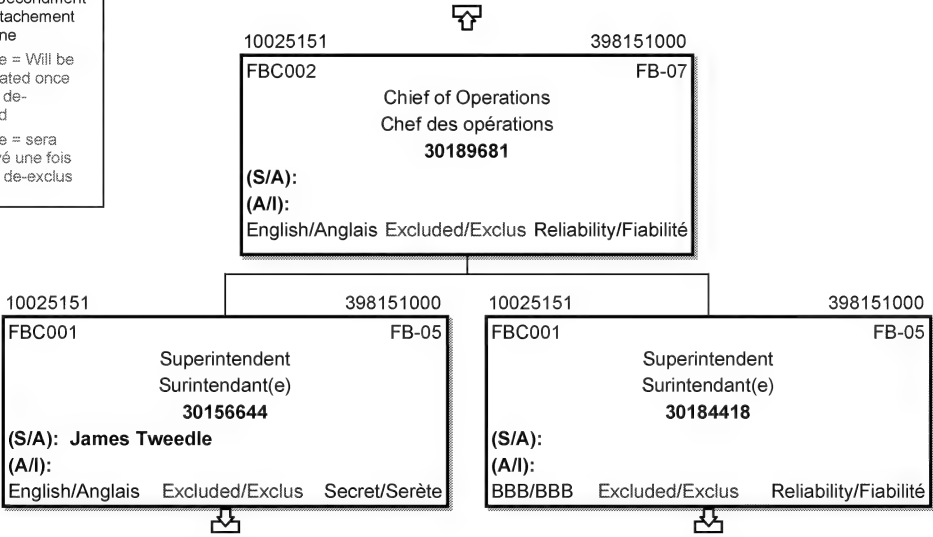 tachement
ne
e = Will be
ated once
de-
d
e = sera
é une fois
de-exclus
10025151 398151000
FBC002 FB-07
Chief of Operations
Chef des opérations
30189681
(S/A):
(A/I):
English/Anglais Excluded/Exclus Reliability/Fiabilité
10025151 398151000
FBC001 FB-05
Superintendent
Surintendant(e)
30156644
(S/A): James Tweedle
(A/I):
English/Anglais Excluded/Exclus Secret/Serète
10025151 398151000
FBC001 FB-05
Superintendent
Surintendant(e)
30184418
(S/A):
(A/I):
BBB/BBB Excluded/Exclus Reliability/Fiabilité